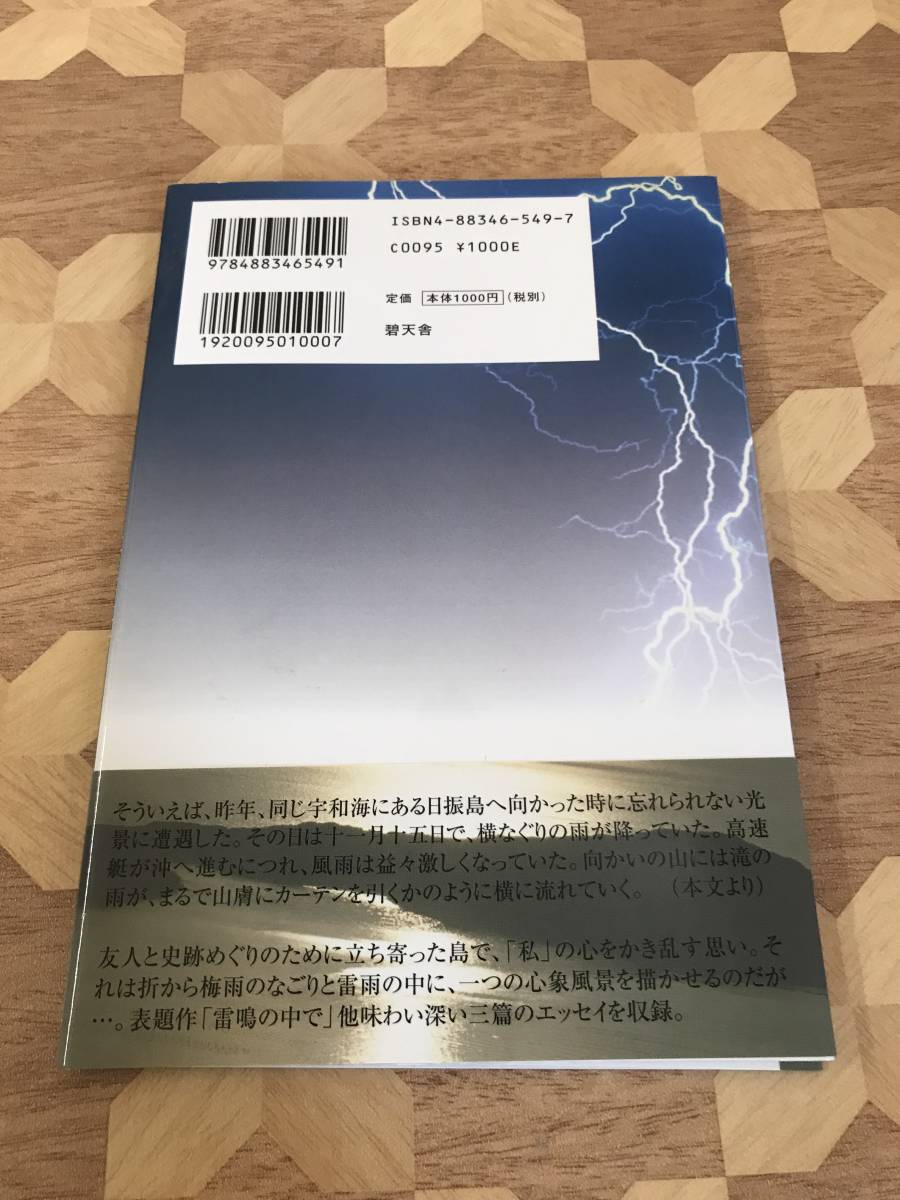 9784883465491
ISBN4-88346-549-7
C0095 ¥1000E
1920095010007
定価 本体1000円(税別)
碧天舎
そういえば、昨年、同じ宇和海にある日振島へ向かった時に忘れられない光
景に遭遇した。その日は十一月十五日で、横なぐりの雨が降っていた。高速
艇が沖へ進むにつれ、風雨は益々激しくなっていた。向かいの山には滝の
雨が、まるで山膚にカーテンを引くかのように横に流れていく。 (本文より)
友人と史跡めぐりのために立ち寄った島で、「私」の心をかき乱す思い。そ
れは折から梅雨のなごりと雷雨の中に、一つの心象風景を描かせるのだが
…。表題作「雷鳴の中で」他味わい深い三篇のエッセイを収録。